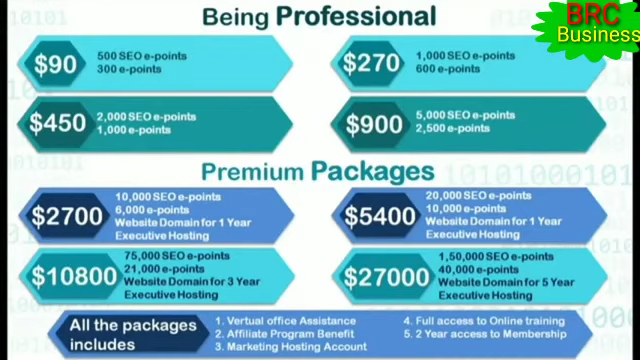 Being Professional
BRC
Business
$90
500 SEO e-points
300 e-points
$270
1,000 SEO e-points
600 e-points
$450
2,000 SEO e-points
1,000 e-points
$900
5,000 SEO e-points
2,500 e-points
Premium Packages
$2700
10,000 SEO e-points
6,000 e-points
Website Domain for 1 Year
Executive Hosting
$5400
20,000 SEO e-points
10,000 e-points
Website Domain for 1 Year
Executive Hosting
$10800
75,000 SEO e-points
21,000 e-points
Website Domain for 3 Year
Executive Hosting
$27000
1,50,000 SEO e-points
40,000 e-points
Website Domain for 5 Year
Executive Hosting
All the packages
includes
1. Vertual office Assistance
2. Affiliate Program Benefit
3. Marketing Hosting Account
4. Full access to Online training
5. 2 Year access to Membership